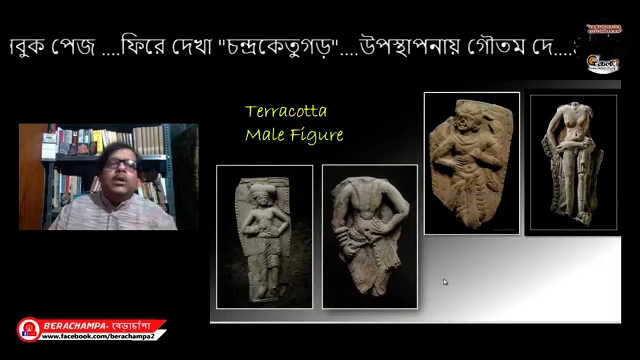 বুক পেজ ....ফিরে দেখা "চন্দ্রকেতুগড়"....উপস্থাপনায় গৌতম দে....
Terracotta
Male Figure
BERACHAMPA- বেড়াচাঁপা
www.facebook.com/berachampa2